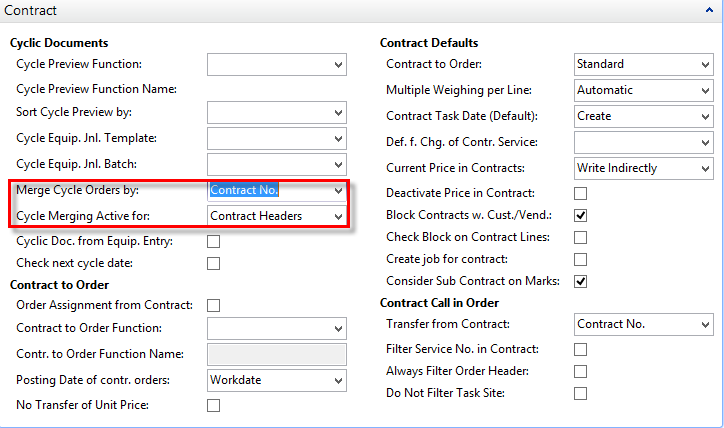 Contract
Cyclic Documents
Cycle Preview Function:
Cycle Preview Function Name:
Sort Cycle Preview by:
Cycle Equip. Jnl. Template:
Cycle Equip. Jnl. Batch:
Merge Cycle Orders by: Contract No.
Cycle Merging Active for: Contract Headers
Cyclic Doc. from Equip. Entry:
Check next cycle date:
Contract to Order
Order Assignment from Contract:
Contract to Order Function:
Contr. to Order Function Name:
Posting Date of contr. orders: Workdate
No Transfer of Unit Price:
Contract Defaults
Contract to Order: Standard
Multiple Weighing per Line: Automatic
Contract Task Date (Default): Create
Def. f. Chg. of Contr. Service:
Current Price in Contracts: Write Indirectly
Deactivate Price in Contract:
Block Contracts w. Cust./Vend.:
Check Block on Contract Lines:
Create job for contract:
Consider Sub Contract on Marks:
Contract Call in Order
Transfer from Contract: Contract No.
Filter Service No. in Contract:
Always Filter Order Header:
Do Not Filter Task Site: